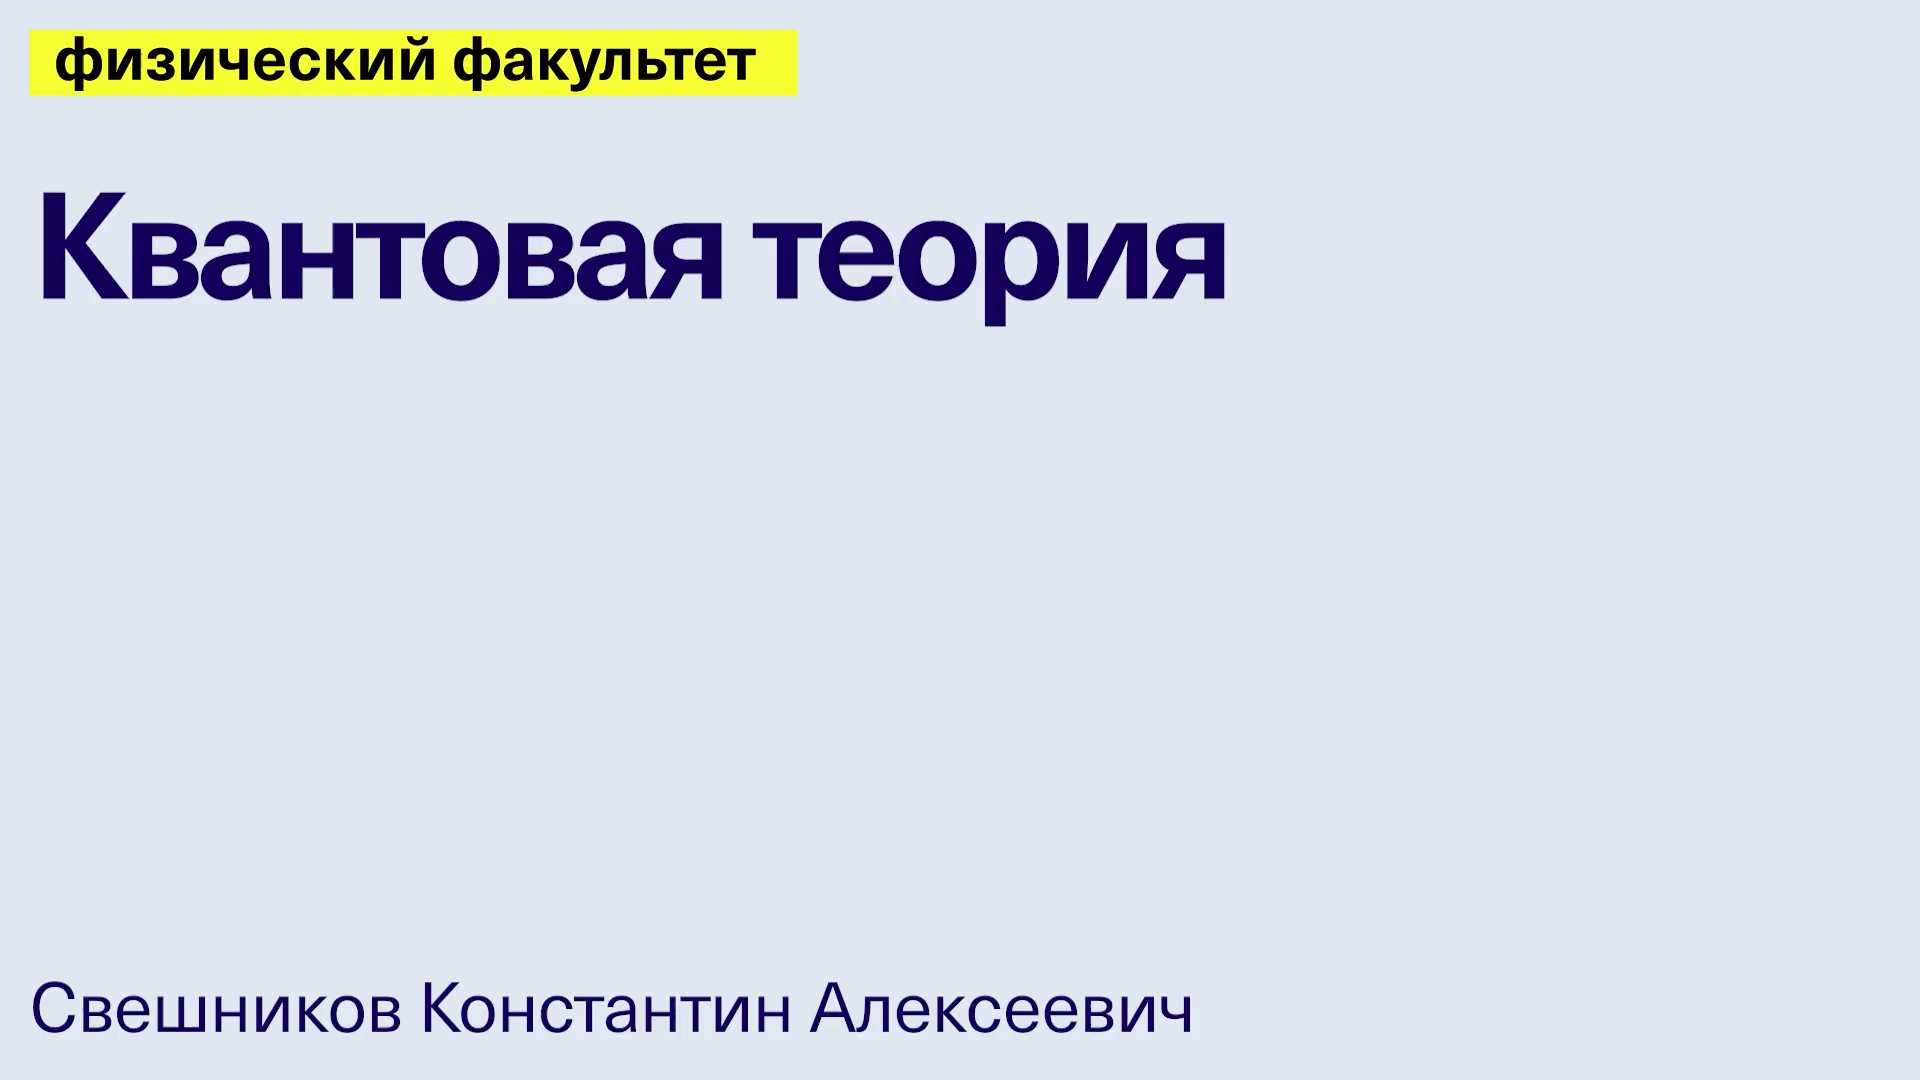 физический факультет
Квантовая теория
Свешников Константин Алексеевич